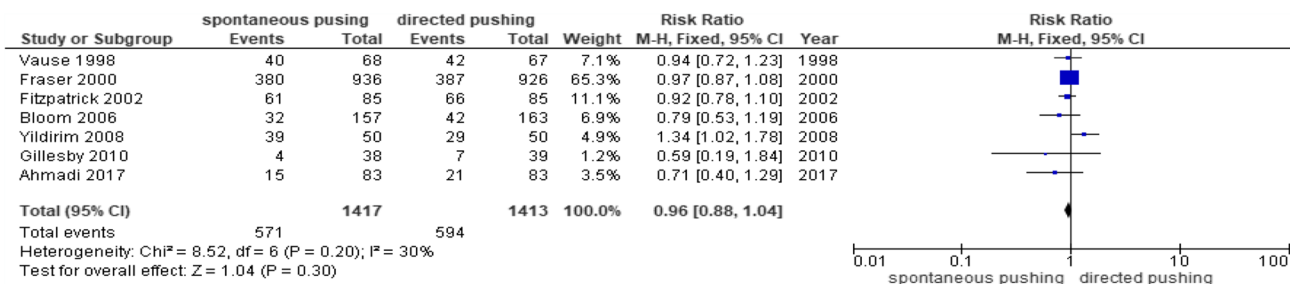 spontaneous pusing directed pushing Risk Ratio Risk Ratio
Study or Subgroup Events Total Events Total Weight M-H, Fixed, 95% CI Year M-H, Fixed, 95% CI
Vause 1998 40 68 42 67 7.1% 0.94 [0.72, 1.23] 1998
Fraser 2000 380 936 387 926 65.3% 0.97 [0.87, 1.08] 2000
Fitzpatrick 2002 61 85 66 85 11.1% 0.92 [0.78, 1.10] 2002
Bloom 2006 32 157 42 163 6.9% 0.79 [0.53, 1.19] 2006
Yildirim 2008 39 50 29 50 4.9% 1.34 [1.02, 1.78] 2008
Gillesby 2010 4 38 7 39 1.2% 0.59 [0.19, 1.84] 2010
Ahmadi 2017 15 83 21 83 3.5% 0.71 [0.40, 1.29] 2017
Total (95% CI) 1417 1413 100.0% 0.96 [0.88, 1.04]
Total events 571 594
Heterogeneity: Chi² = 8.52, df = 6 (P = 0.20); I² = 30%
Test for overall effect: Z = 1.04 (P = 0.30)
0.01 0.1 1 10 100
spontaneous pushing directed pushing